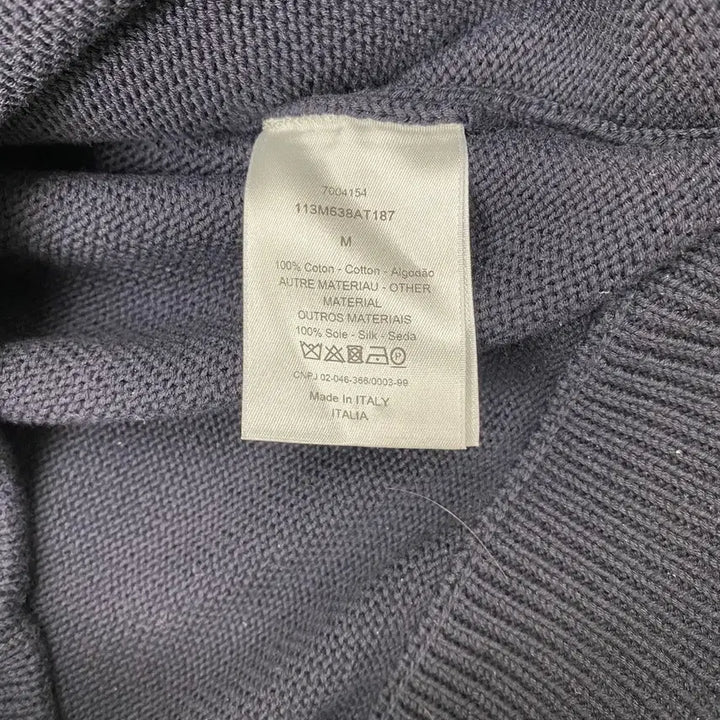 7004154
113M638AT187
M
100% Coton - Cotton - Algodão
AUTRE MATERIAU - OTHER
MATERIAL
OUTROS MATERIAIS
100% Soie - Silk - Seda
CNPJ 02-046-366/0003-99
Made In ITALY
ITALIA